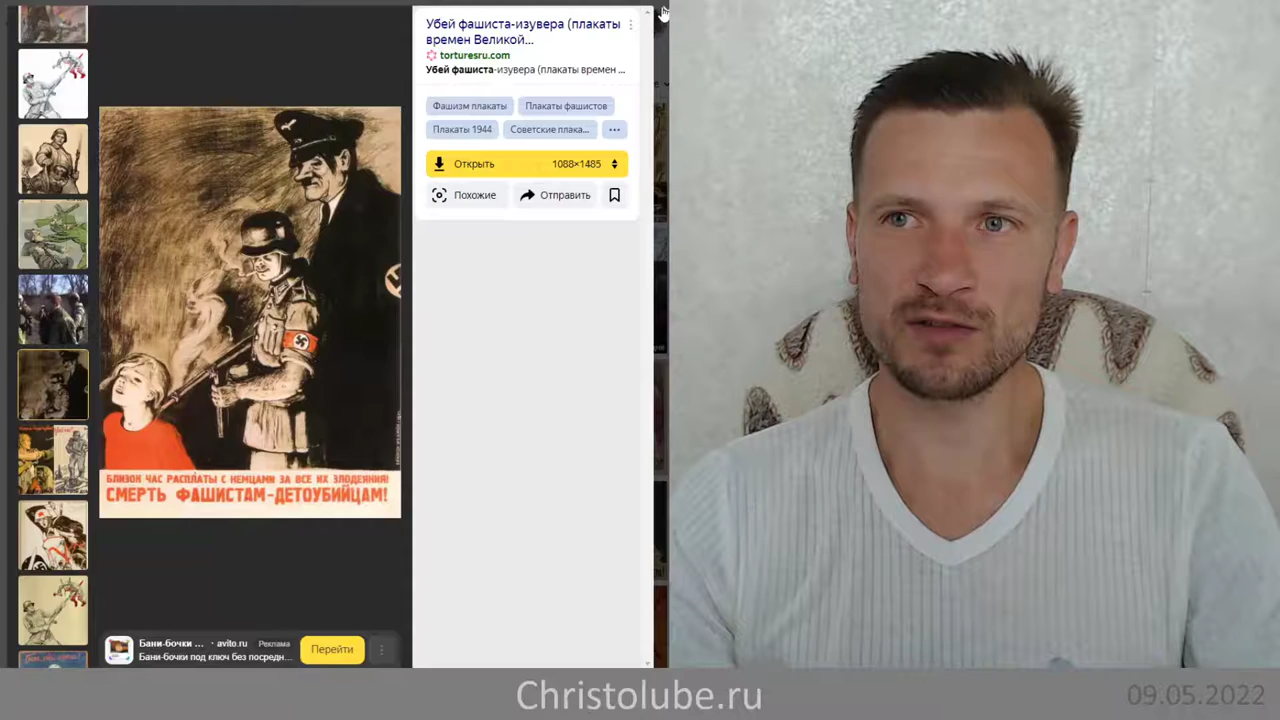 Убей фашиста-изувера (плакаты
времен Великой...
torturesru.com
Убей фашиста-изувера (плакаты времен ...
Фашизм плакаты
Плакаты фашистов
Плакаты 1944
Советские плака...
Открыть
1088×1485
Похожие
Отправить
БЛИЗОК ЧАС РАСПЛАТЫ С НЕМЦАМИ ЗА ВСЕ ИХ ЗЛОДЕЯНИЯ!
СМЕРТЬ ФАШИСТАМ-ДЕТОУБИЙЦАМ!
Бани-бочки ... · avito.ru Реклама
Бани-бочки под ключ без посредн...
Перейти
Christolube.ru
09.05.2022